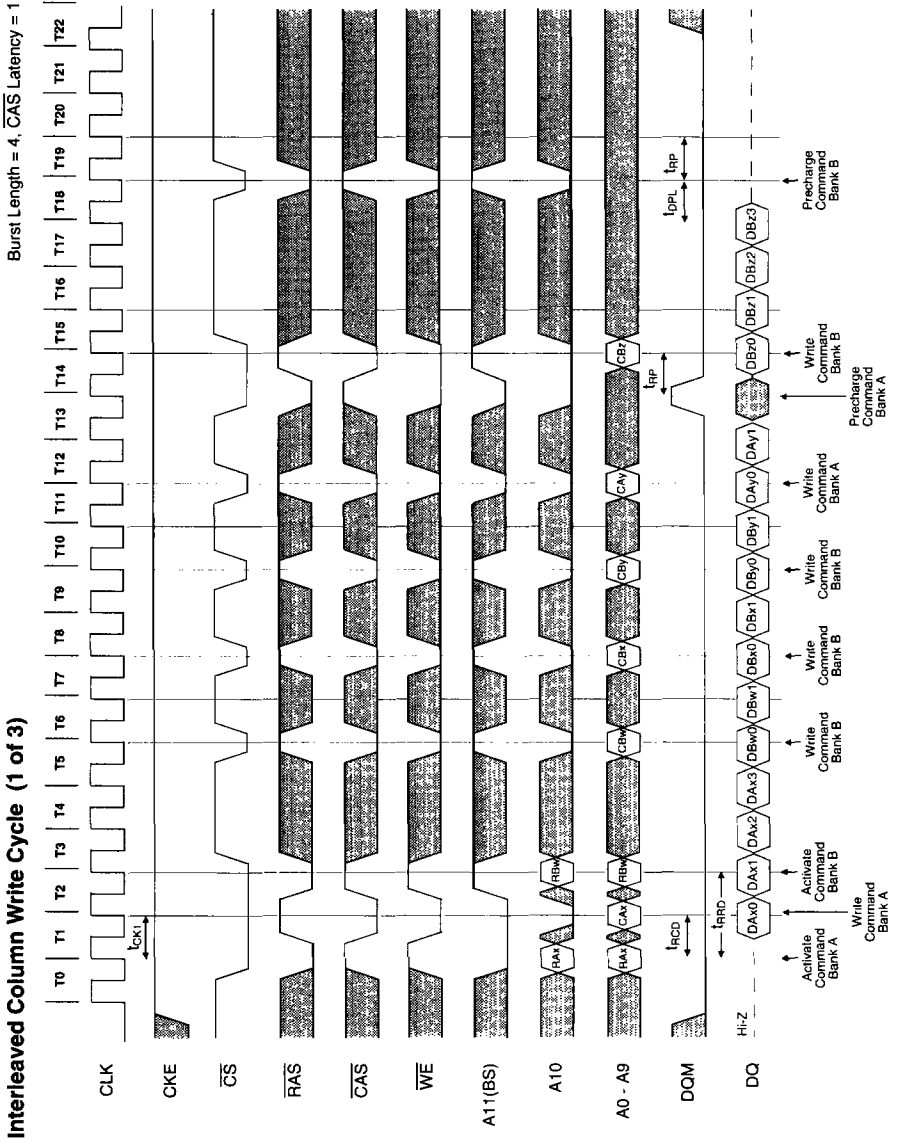 Interleaved Column Write Cycle (1 of 3)
Burst Length = 4, CAS Latency = 1
T0 T1 T2 T3 T4 T5 T6 T7 T8 T9 T10 T11 T12 T13 T14 T15 T16 T17 T18 T19 T20 T21 T22
CLK
tCK1
CKE
CS
RAS
CAS
WE
A11(BS)
A10
RAx RBw
A0 - A9
RAx CAx RBw CBw CBx CBy CAy CBz
DQM
tRCD
tRP
tDPL
tRP
tRRD
DQ
Hi-Z
DAx0 DAx1 DAx2 DAx3 DBw0 DBw1 DBx0 DBx1 DBy0 DBy1 DAy0 DAy1 DBz0 DBz1 DBz2 DBz3
Activate
Command
Bank A
Write
Command
Bank A
Activate
Command
Bank B
Write
Command
Bank B
Write
Command
Bank B
Write
Command
Bank B
Write
Command
Bank A
Precharge
Command
Bank A
Write
Command
Bank B
Precharge
Command
Bank B